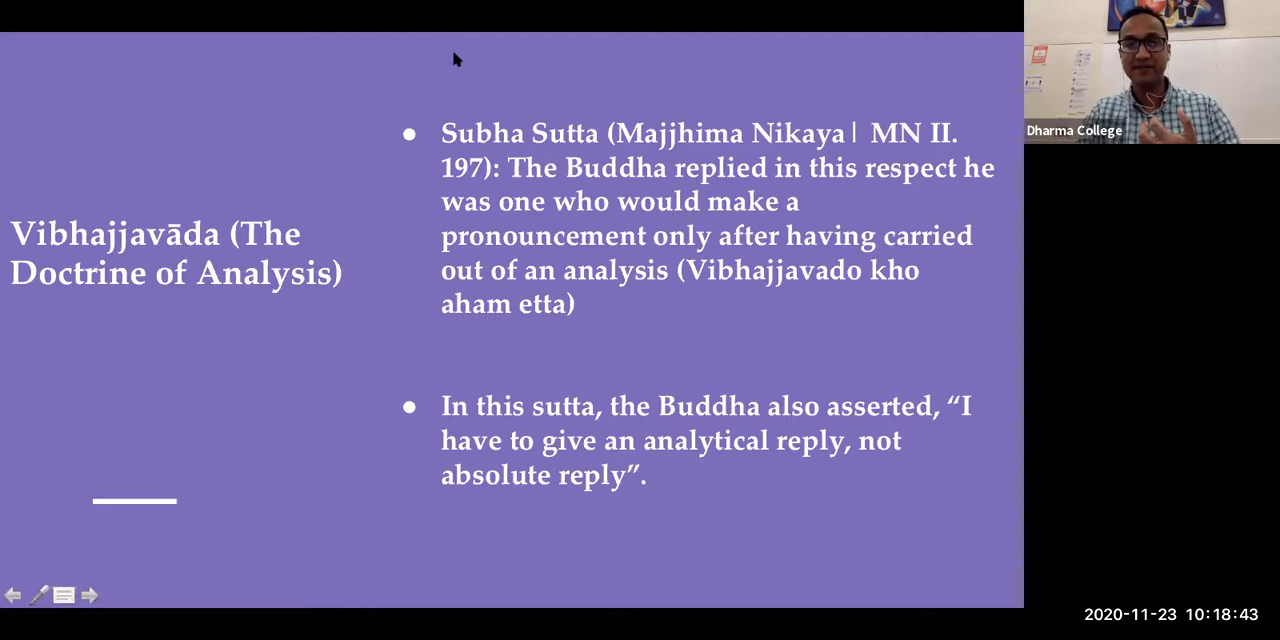 Vibhajjavāda (The
Doctrine of Analysis)
● Subha Sutta (Majjhima Nikaya| MN II.
197): The Buddha replied in this respect he
was one who would make a
pronouncement only after having carried
out of an analysis (Vibhajjavado kho
aham etta)
● In this sutta, the Buddha also asserted, “I
have to give an analytical reply, not
absolute reply”.
Dharma College
2020-11-23 10:18:43